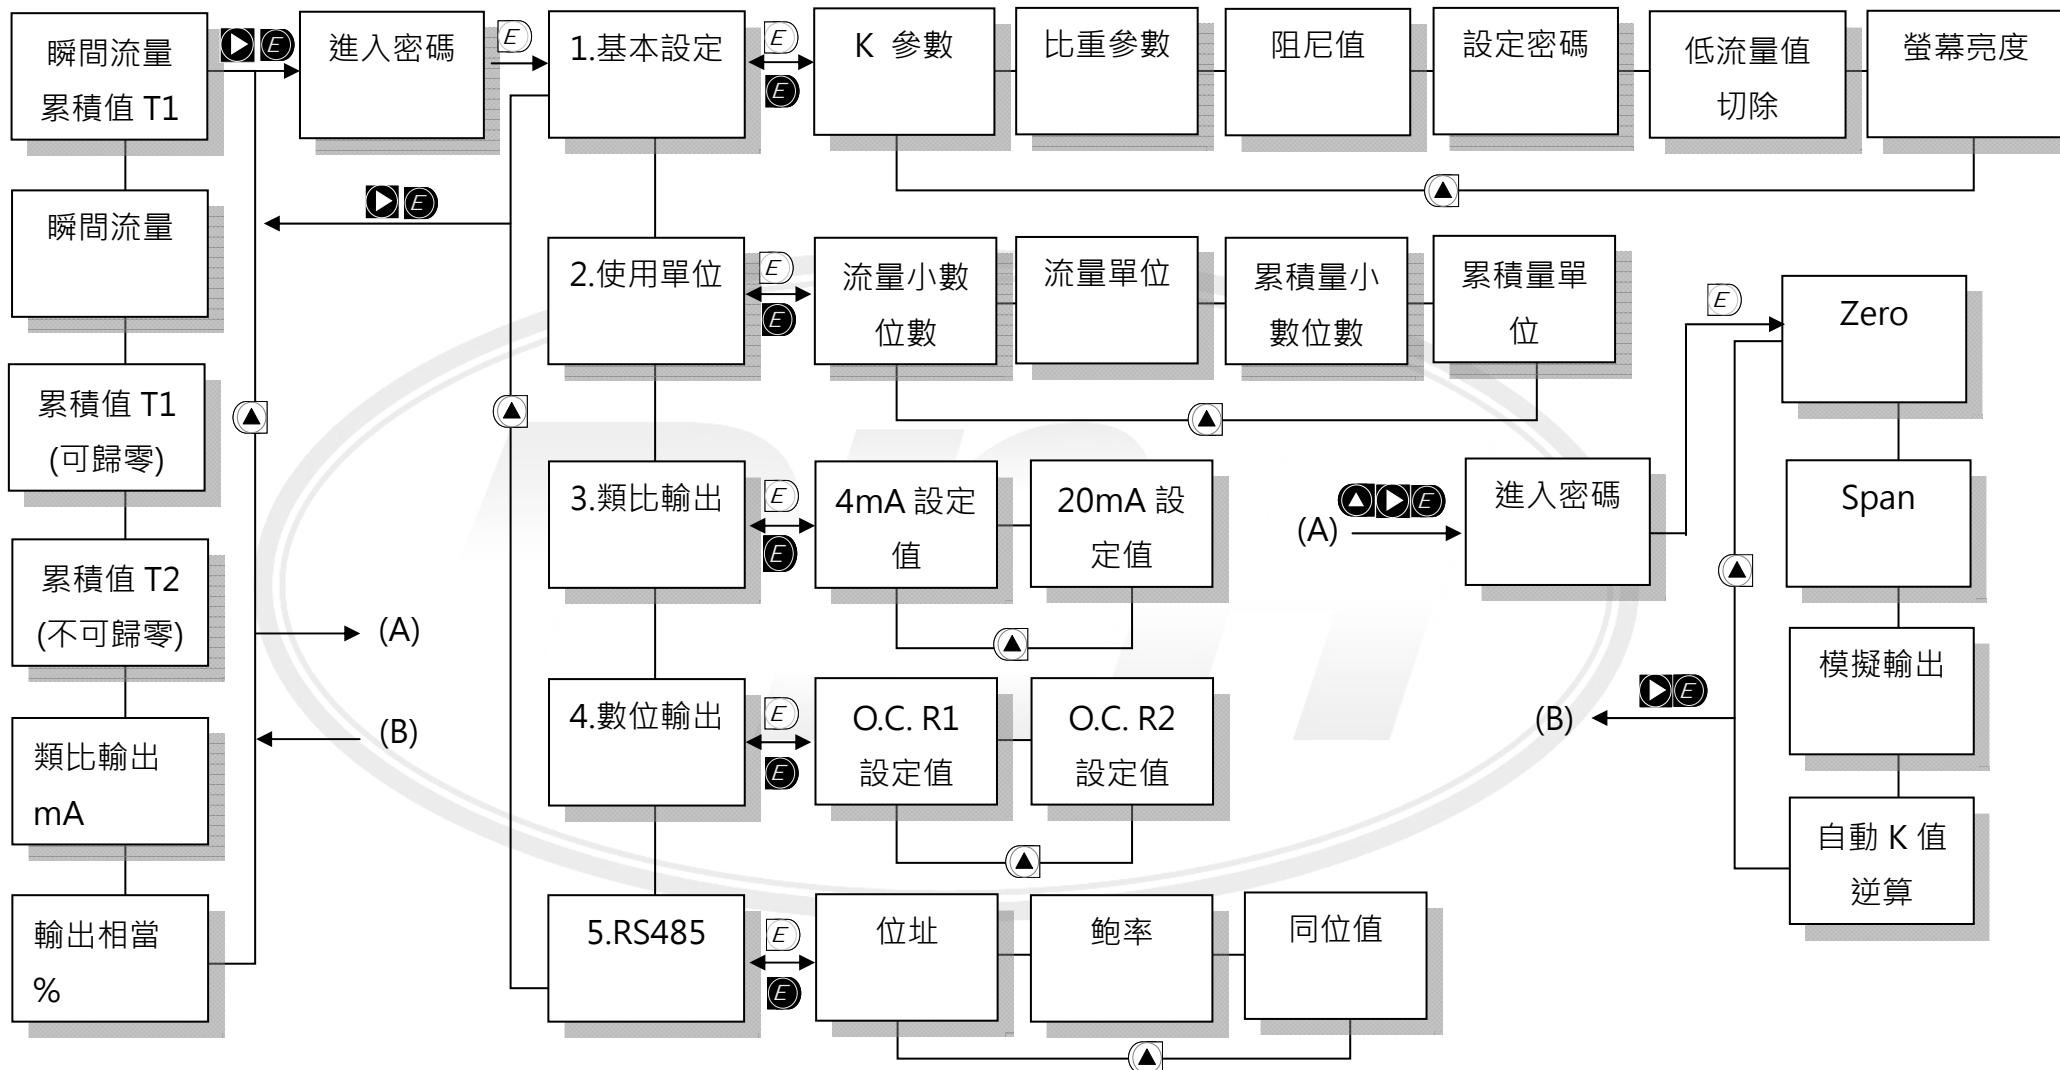 瞬間流量
累積值 T1
E
進入密碼
E
1.基本設定
E
E
K 參數
比重參數
阻尼值
設定密碼
低流量值
切除
螢幕亮度
瞬間流量
E
2.使用單位
E
E
流量小數
位數
流量單位
累積量小
數位數
累積量單
位
E
Zero
累積值 T1
(可歸零)
3.類比輸出
E
E
4mA 設定
值
20mA 設
定值
(A)
E
進入密碼
Span
累積值 T2
(不可歸零)
(A)
模擬輸出
類比輸出
mA
(B)
4.數位輸出
E
E
O.C. R1
設定值
O.C. R2
設定值
(B)
E
自動 K 值
逆算
輸出相當
%
5.RS485
E
E
位址
鮑率
同位值